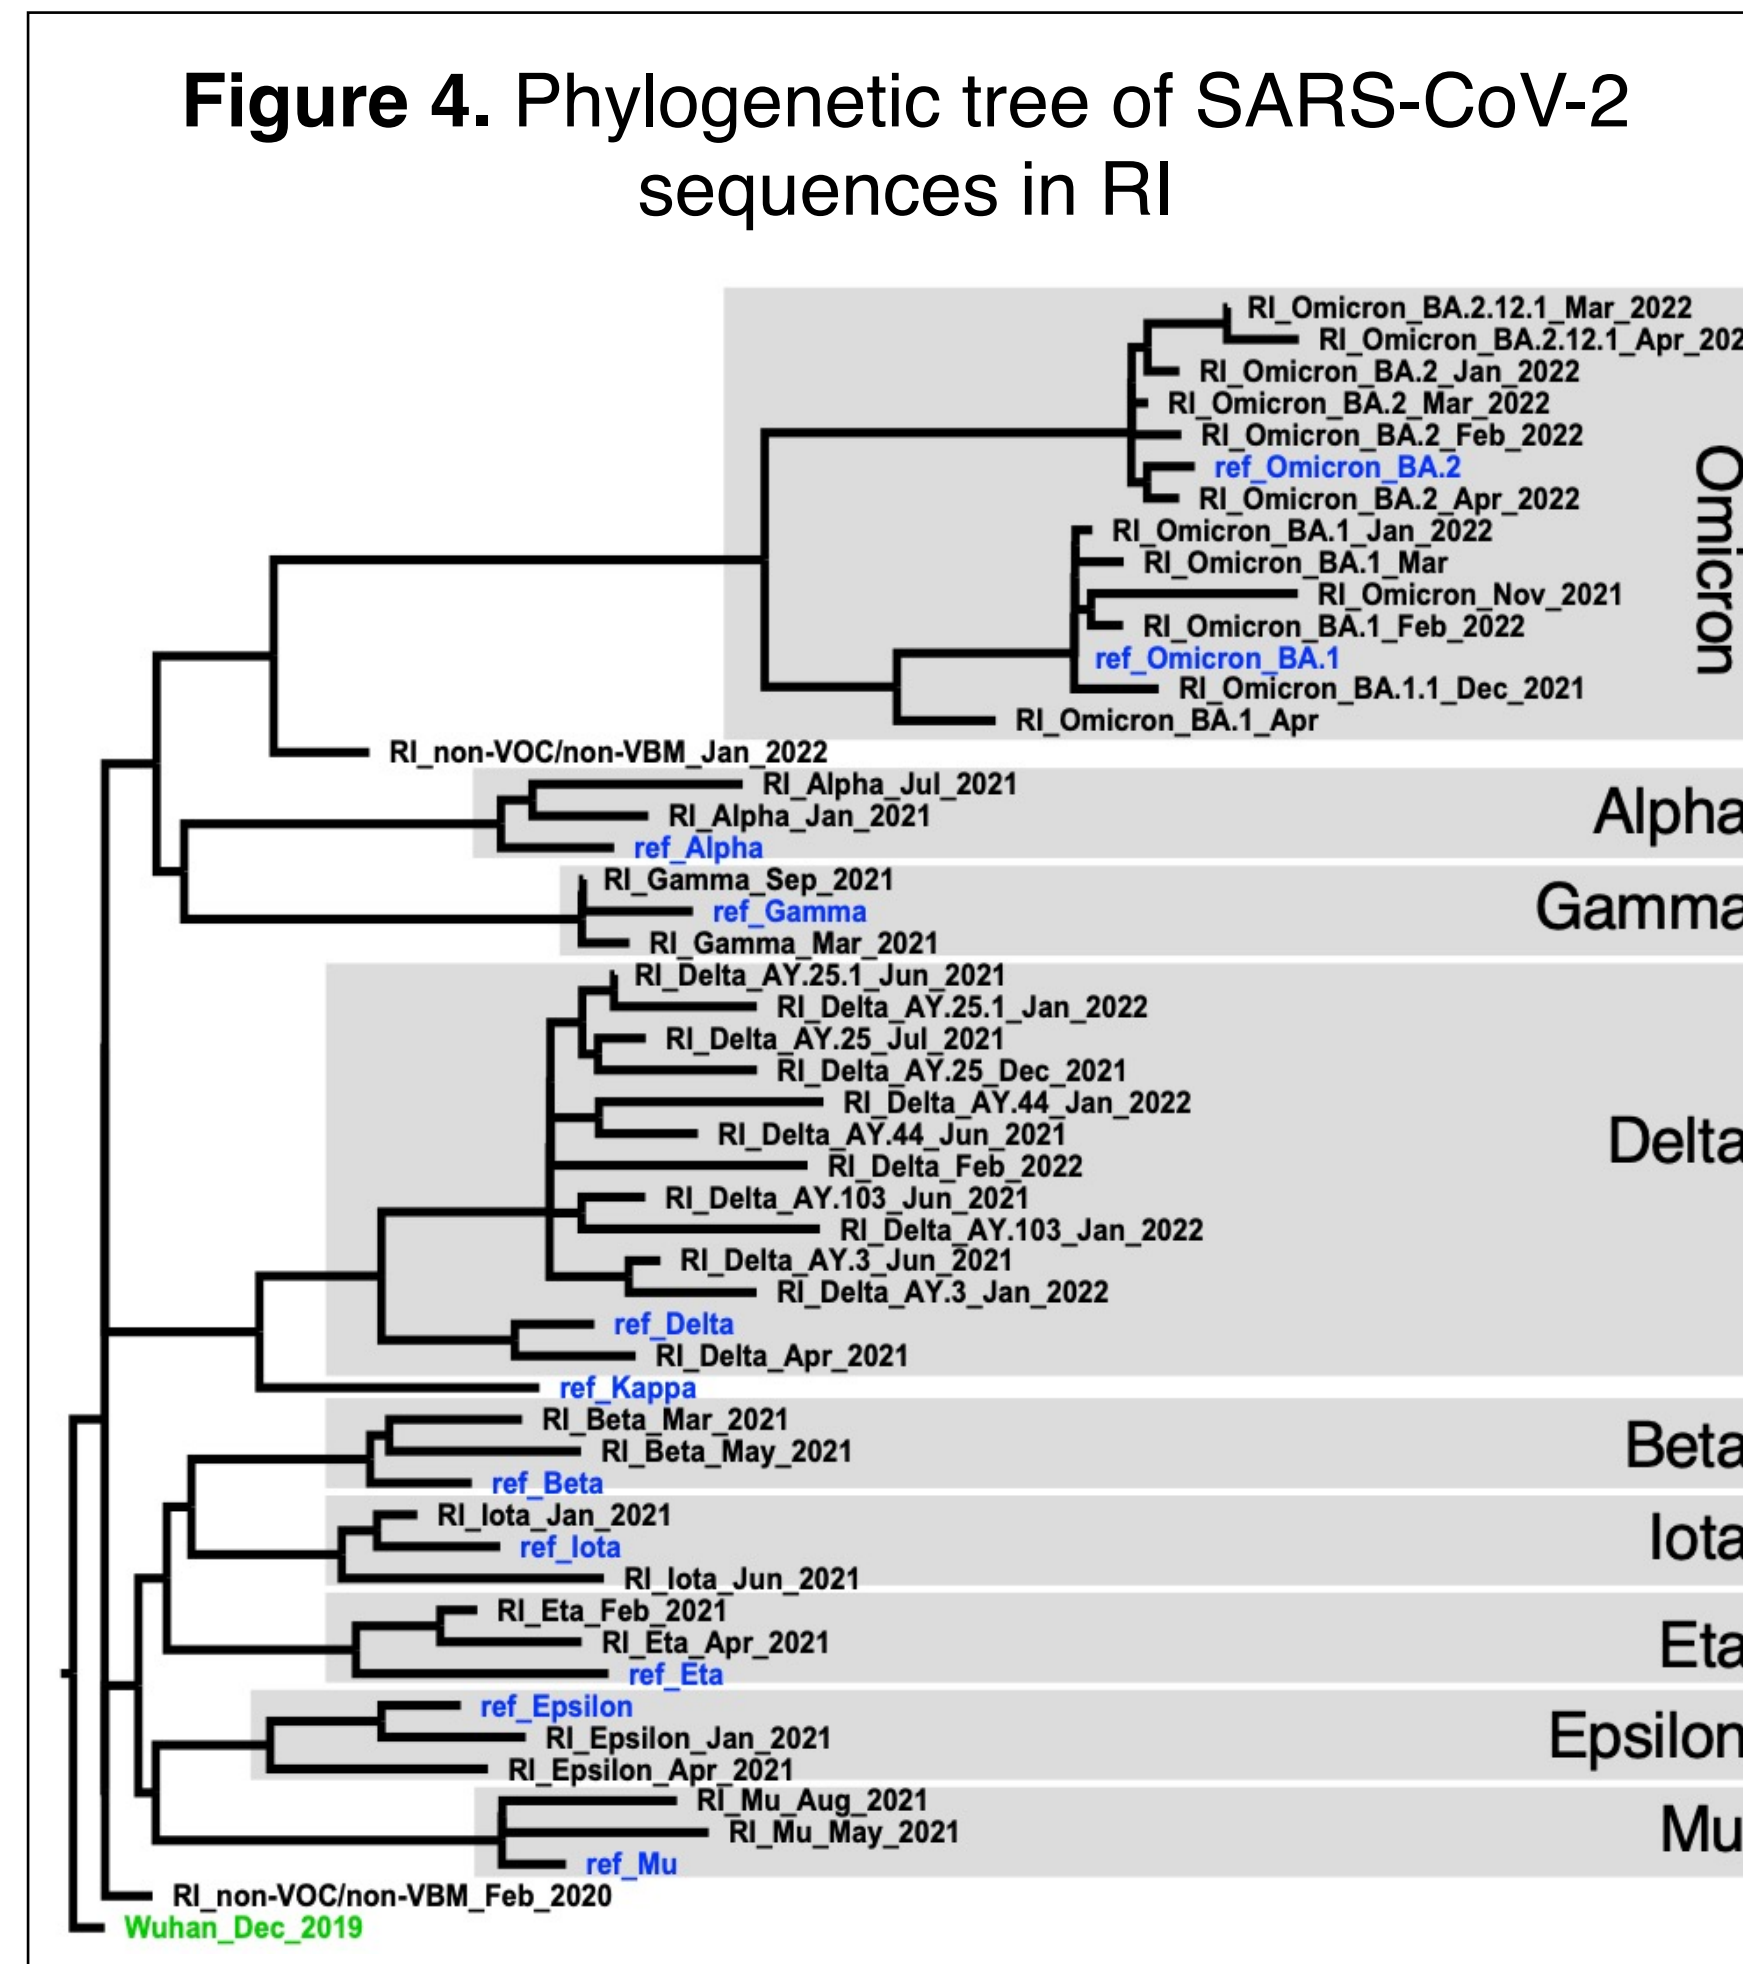 Figure 4. Phylogenetic tree of SARS-CoV-2
sequences in RI
RI_Omicron_BA.2.12.1_Mar_2022
RI_Omicron_BA.2.12.1_Apr_202
RI_Omicron_BA.2_Jan_2022
RI_Omicron_BA.2_Mar_2022
RI_Omicron_BA.2_Feb_2022
ref_Omicron_BA.2
RI_Omicron_BA.2_Apr_2022
RI_Omicron_BA.1_Jan_2022
RI_Omicron_BA.1_Mar
RI_Omicron_Nov_2021
RI_Omicron_BA.1_Feb_2022
ref_Omicron_BA.1
RI_Omicron_BA.1.1_Dec_2021
RI_Omicron_BA.1_Apr
Omicron
RI_non-VOC/non-VBM_Jan_2022
RI_Alpha_Jul_2021
RI_Alpha_Jan_2021
ref_Alpha
Alpha
RI_Gamma_Sep_2021
ref_Gamma
RI_Gamma_Mar_2021
Gamma
RI_Delta_AY.25.1_Jun_2021
RI_Delta_AY.25.1_Jan_2022
RI_Delta_AY.25_Jul_2021
RI_Delta_AY.25_Dec_2021
RI_Delta_AY.44_Jan_2022
RI_Delta_AY.44_Jun_2021
RI_Delta_Feb_2022
RI_Delta_AY.103_Jun_2021
RI_Delta_AY.103_Jan_2022
RI_Delta_AY.3_Jun_2021
RI_Delta_AY.3_Jan_2022
ref_Delta
RI_Delta_Apr_2021
Delta
ref_Kappa
RI_Beta_Mar_2021
RI_Beta_May_2021
ref_Beta
Beta
RI_Iota_Jan_2021
ref_Iota
RI_Iota_Jun_2021
Iota
RI_Eta_Feb_2021
RI_Eta_Apr_2021
ref_Eta
Eta
ref_Epsilon
RI_Epsilon_Jan_2021
RI_Epsilon_Apr_2021
Epsilon
RI_Mu_Aug_2021
RI_Mu_May_2021
ref_Mu
Mu
RI_non-VOC/non-VBM_Feb_2020
Wuhan_Dec_2019